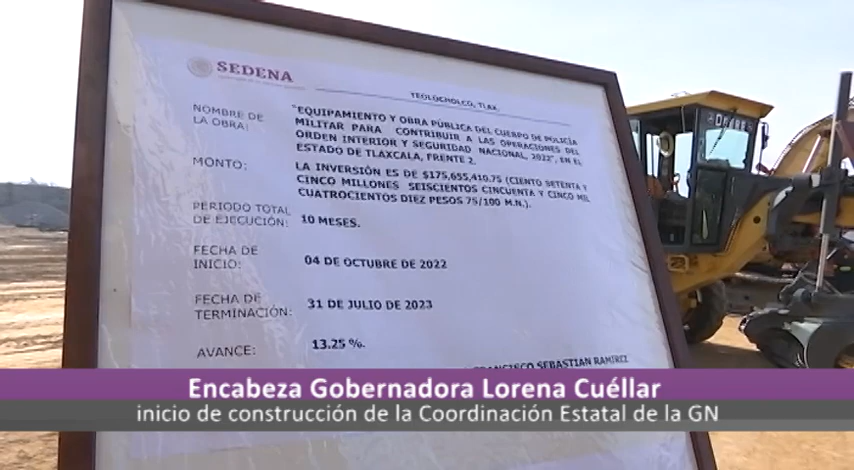 SEDENA
TEOLOCHOLCO, TLAX.
NOMBRE DE
LA OBRA:
"EQUIPAMIENTO Y OBRA PÚBLICA DEL CUERPO DE POLICÍA
MILITAR PARA CONTRIBUIR A LAS OPERACIONES DEL
ORDEN INTERIOR Y SEGURIDAD NACIONAL, 2022", EN EL
ESTADO DE TLAXCALA, FRENTE 2.
MONTO:
LA INVERSIÓN ES DE $175,655,410.75 (CIENTO SETENTA Y
CINCO MILLONES SEISCIENTOS CINCUENTA Y CINCO MIL
CUATROCIENTOS DIEZ PESOS 75/100 M.N.).
PERIODO TOTAL
DE EJECUCIÓN:
10 MESES.
FECHA DE
INICIO:
04 DE OCTUBRE DE 2022
FECHA DE
TERMINACIÓN:
31 DE JULIO DE 2023
AVANCE:
13.25 %.
FRANCISCO SEBASTIAN RAMIREZ
Encabeza Gobernadora Lorena Cuéllar
inicio de construcción de la Coordinación Estatal de la GN